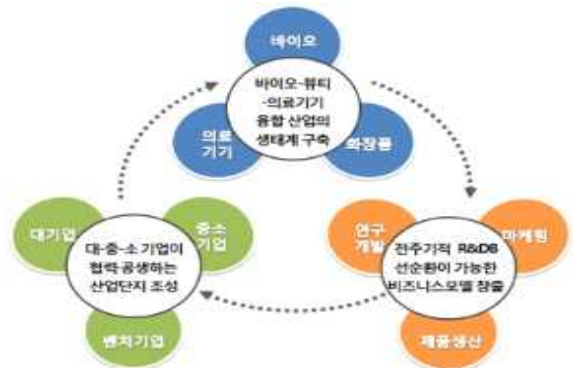 바이오
바이오-뷰티
-의료기기
융합 산업의
생태계 구축
의료
기기
화장품
대기업
중소
기업
대-중-소 기업이
협력·공생하는
산업단지 조성
벤처기업
연구
개발
마케팅
전주기적 R&DB
선순환이 가능한
비즈니스모델 창출
제품생산